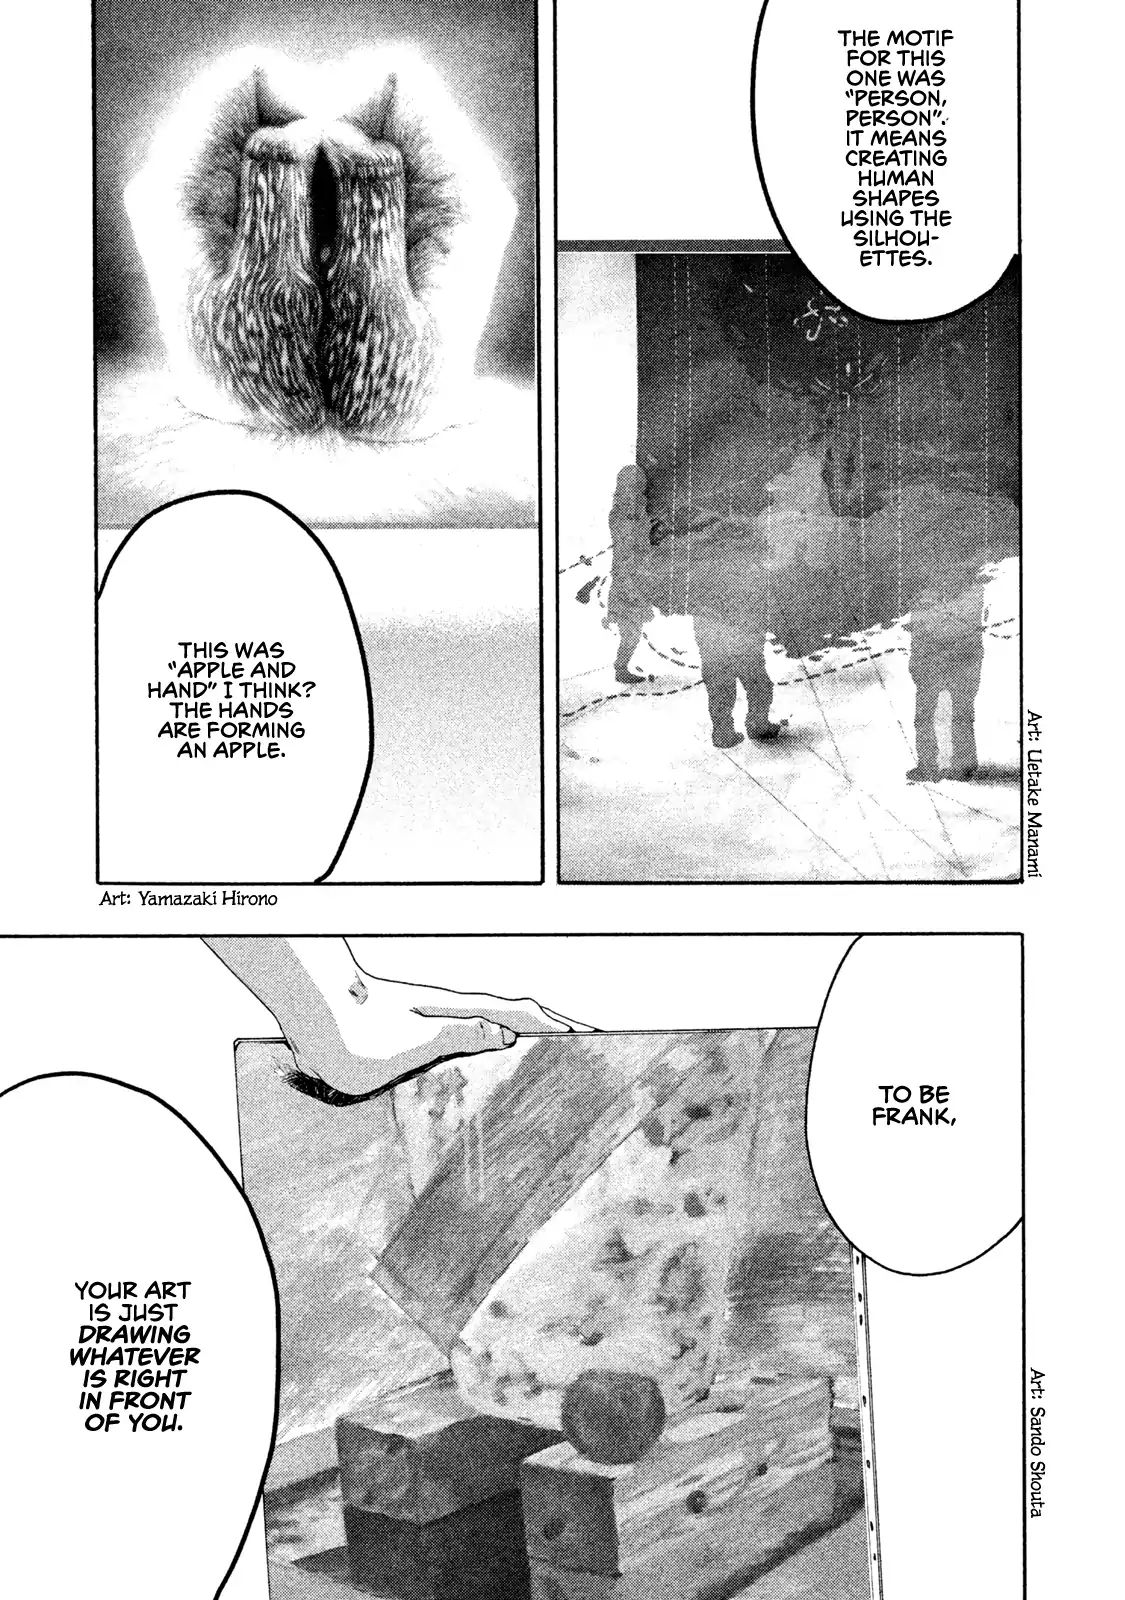 THE MOTIF
FOR THIS
ONE WAS
"PERSON,
PERSON".
IT MEANS
CREATING
HUMAN
SHAPES
USING THE
SILHOU-
ETTES.
Art: Uetake Manami
THIS WAS
"APPLE AND
HAND" I THINK?
THE HANDS
ARE FORMING
AN APPLE.
Art: Yamazaki Hirono
TO BE
FRANK,
Art: Sando Shouta
YOUR ART
IS JUST
DRAWING
WHATEVER
IS RIGHT
IN FRONT
OF YOU.